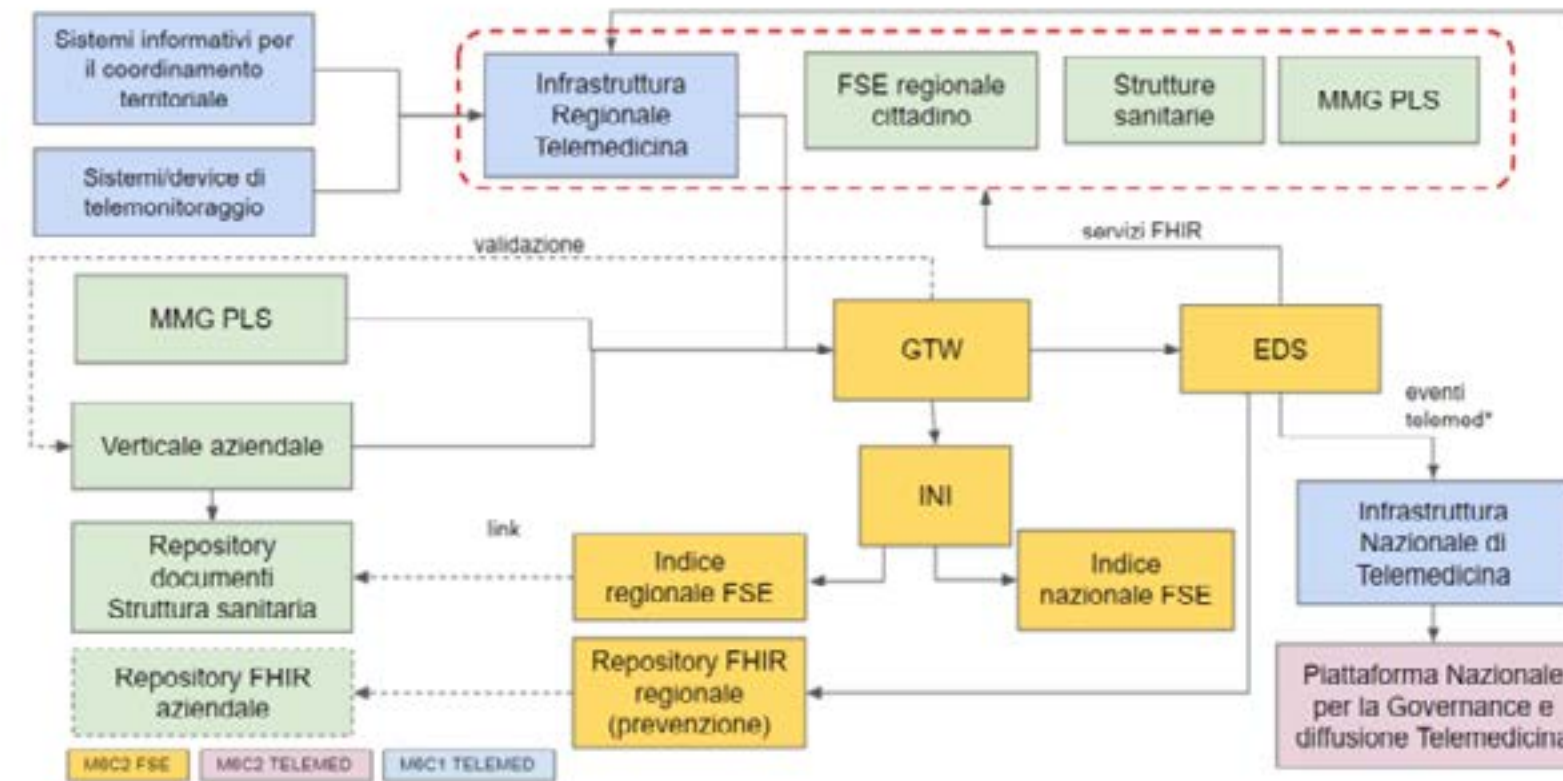 Sistemi informativi per
il coordinamento
territoriale
Infrastruttura
Regionale
Telemedicina
FSE regionale
cittadino
Strutture
sanitarie
MMG PLS
Sistemi/device di
telemonitoraggio
validazione
servizi FHIR
MMG PLS
GTW
EDS
eventi
telemed*
Verticale aziendale
INI
link
Repository
documenti
Struttura sanitaria
Indice
regionale FSE
Indice
nazionale FSE
Infrastruttura
Nazionale di
Telemedicina
Repository FHIR
aziendale
Repository FHIR
regionale
(prevenzione)
Piattaforma Nazionale
per la Governance e
diffusione Telemedicina
M6C2 FSE
M6C2 TELEMED
M6C1 TELEMED